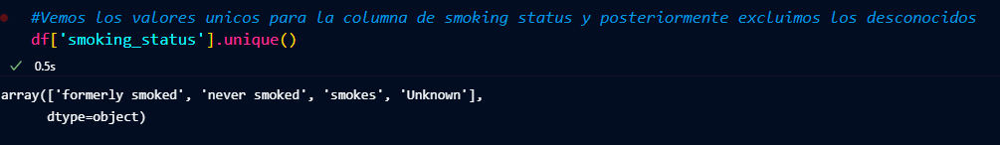 #Vemos los valores unicos para la columna de smoking status y posteriormente excluimos los desconocidos
df['smoking_status'].unique()
0.5s
array(['formerly smoked', 'never smoked', 'smokes', 'Unknown'],
dtype=object)